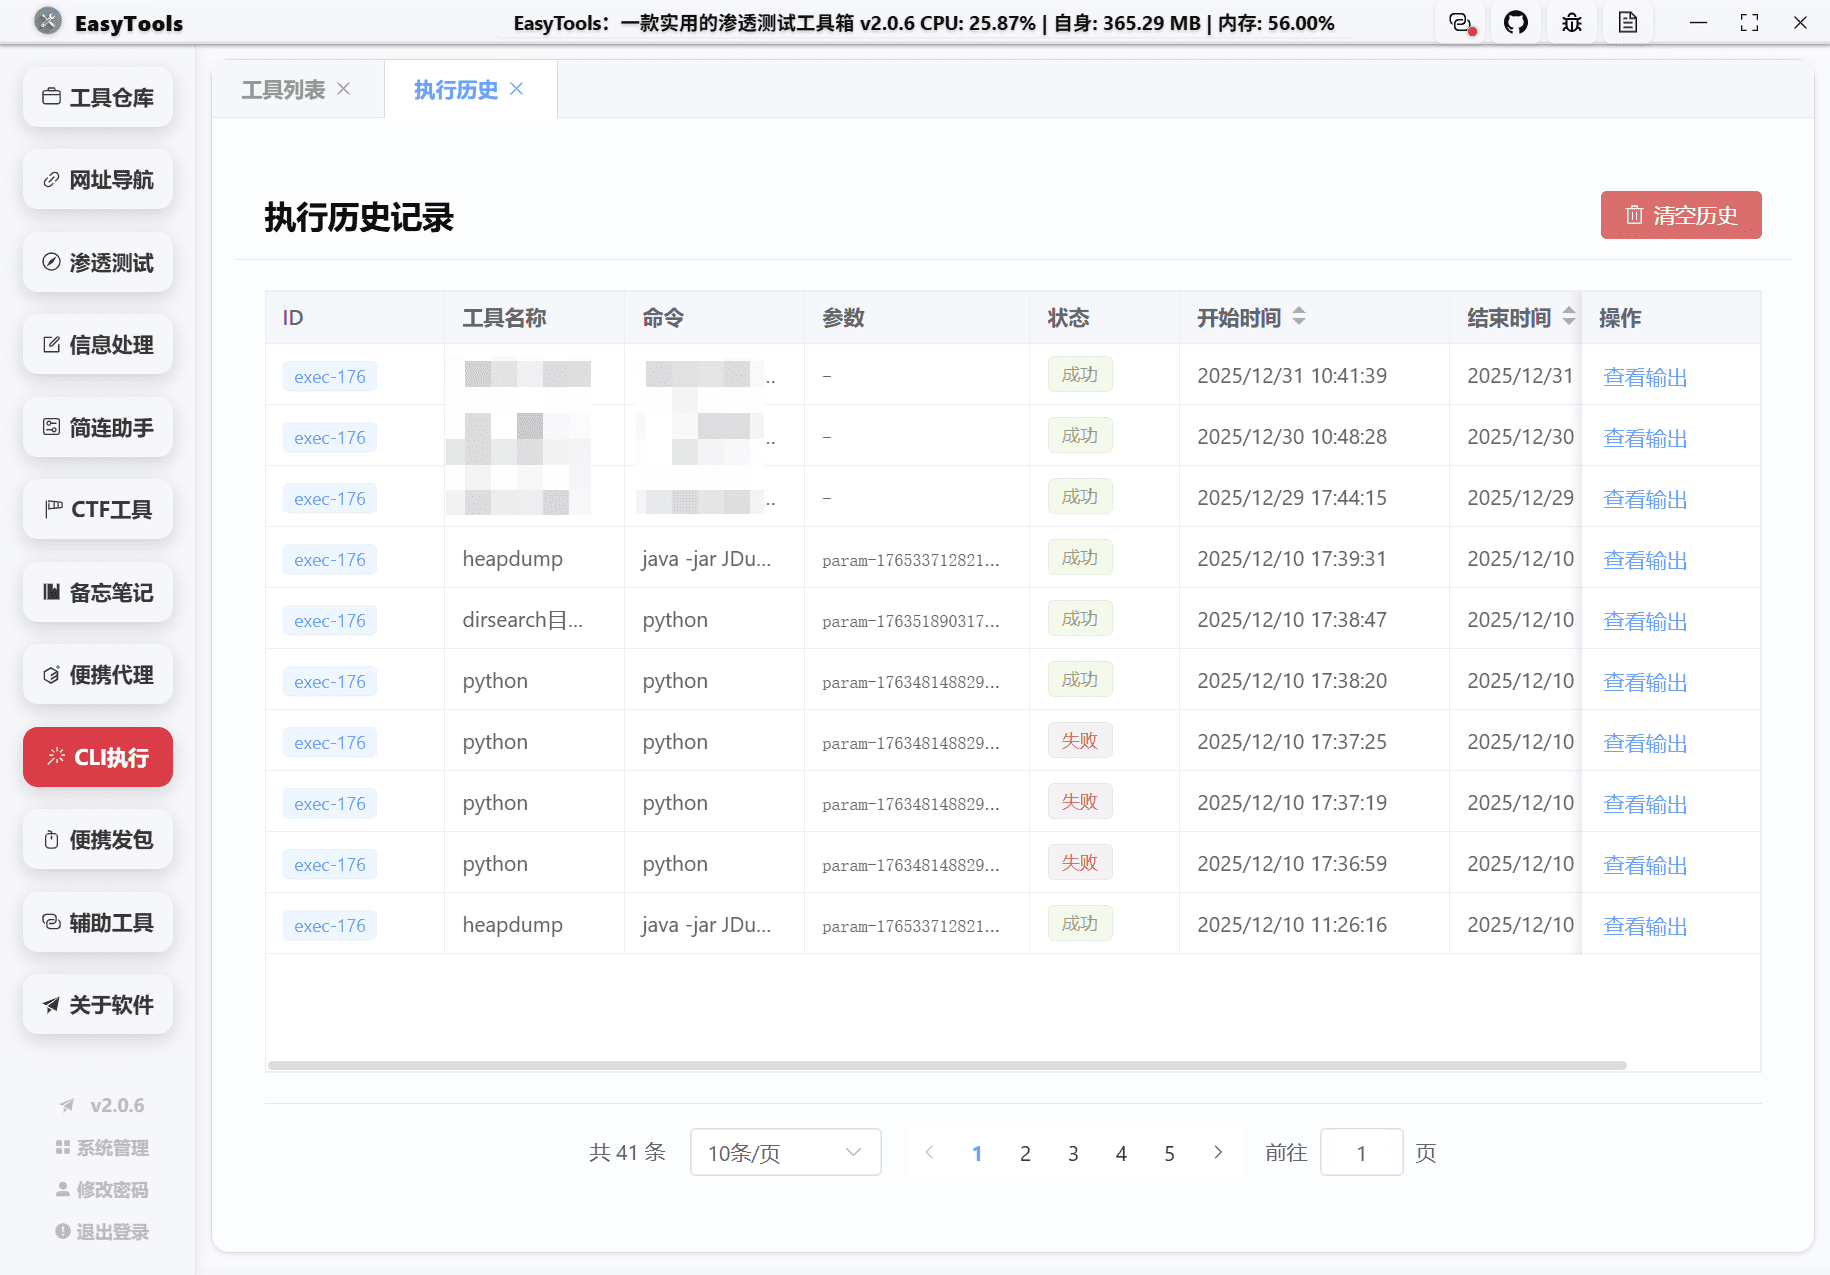 EasyTools
EasyTools：一款实用的渗透测试工具箱 v2.0.6 CPU: 25.87% | 自身: 365.29 MB | 内存: 56.00%
工具仓库
网址导航
渗透测试
信息处理
简连助手
CTF工具
备忘笔记
便携代理
CLI执行
便携发包
辅助工具
关于软件
v2.0.6
系统管理
修改密码
退出登录
工具列表 执行历史
执行历史记录
清空历史
ID 工具名称 命令 参数 状态 开始时间 结束时间 操作
exec-176 .. – 成功 2025/12/31 10:41:39 2025/12/31 查看输出
exec-176 .. – 成功 2025/12/30 10:48:28 2025/12/30 查看输出
exec-176 .. – 成功 2025/12/29 17:44:15 2025/12/29 查看输出
exec-176 heapdump java -jar JDu... param-176533712821... 成功 2025/12/10 17:39:31 2025/12/10 查看输出
exec-176 dirsearch目... python param-176351890317... 成功 2025/12/10 17:38:47 2025/12/10 查看输出
exec-176 python python param-176348148829... 成功 2025/12/10 17:38:20 2025/12/10 查看输出
exec-176 python python param-176348148829... 失败 2025/12/10 17:37:25 2025/12/10 查看输出
exec-176 python python param-176348148829... 失败 2025/12/10 17:37:19 2025/12/10 查看输出
exec-176 python python param-176348148829... 失败 2025/12/10 17:36:59 2025/12/10 查看输出
exec-176 heapdump java -jar JDu... param-176533712821... 成功 2025/12/10 11:26:16 2025/12/10 查看输出
共 41 条 10条/页 1 2 3 4 5 前往 1 页